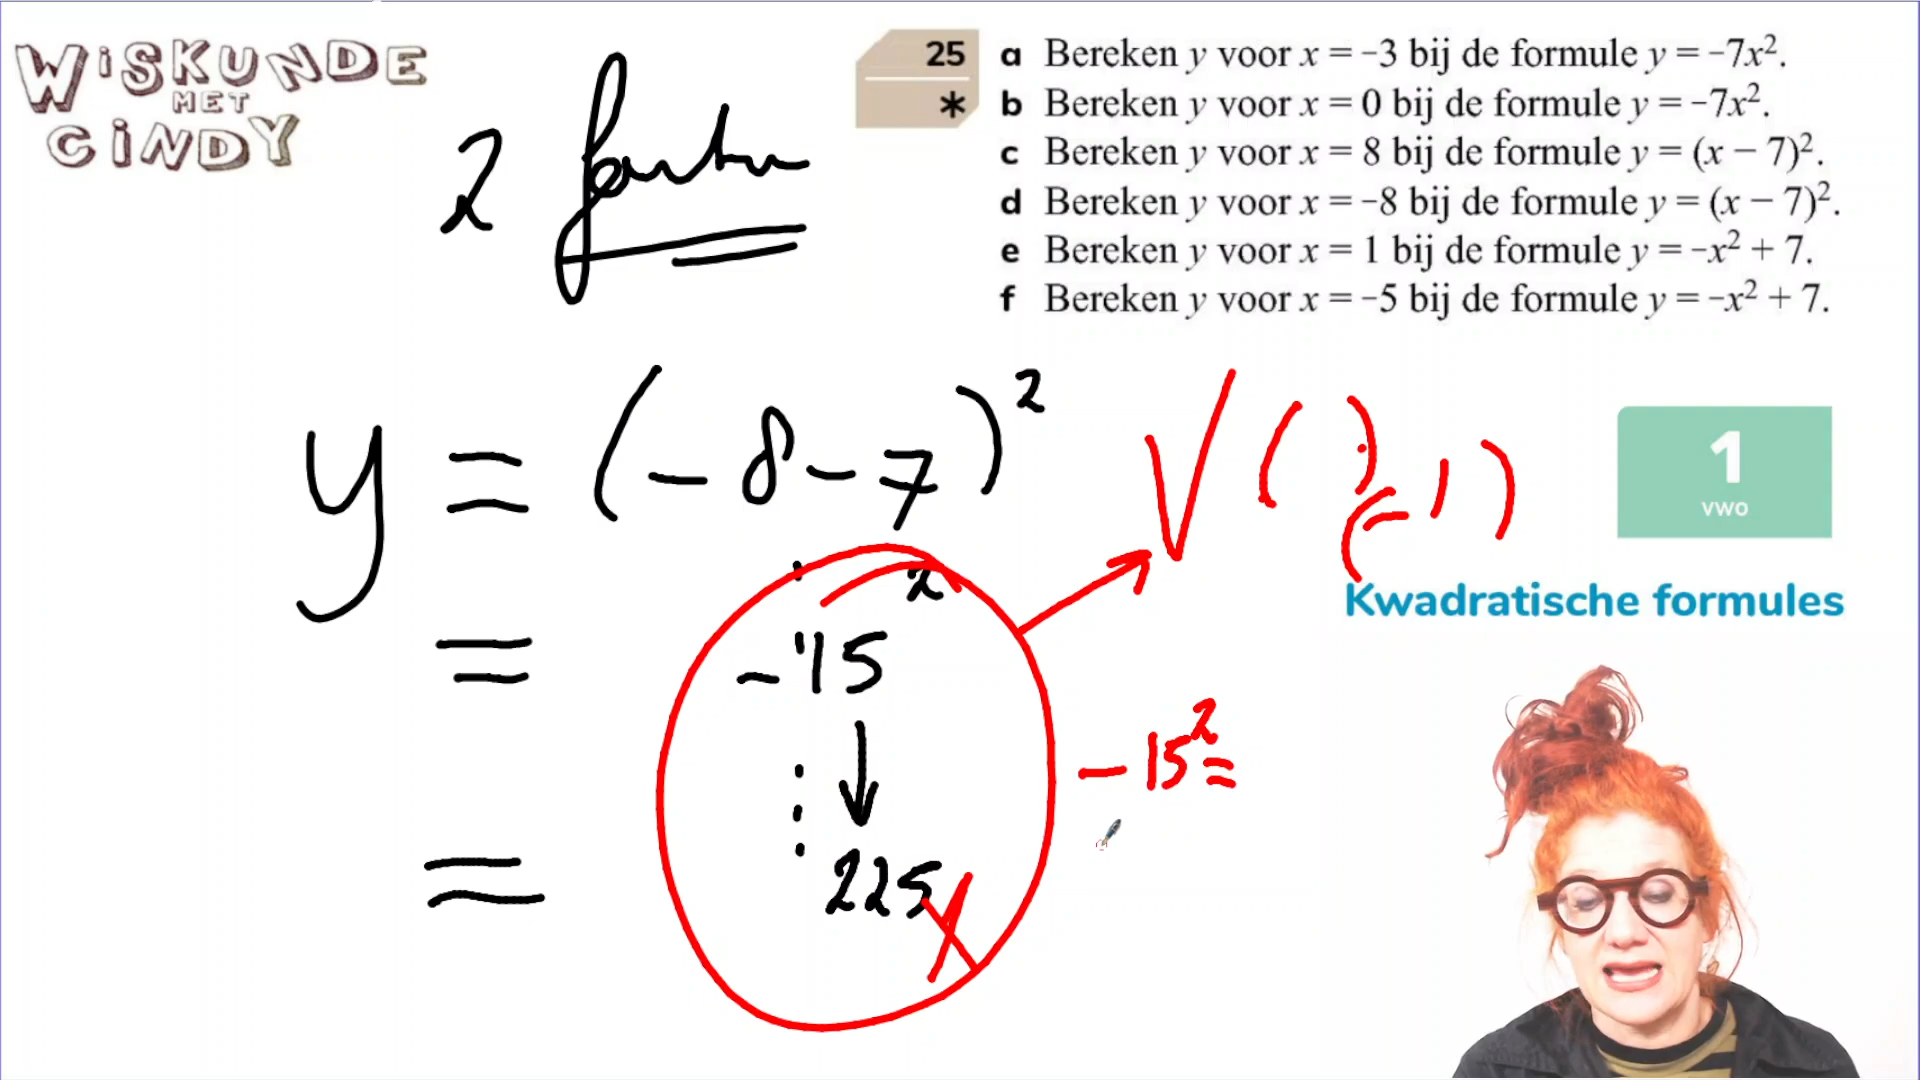 WiSKUNDE
MET
CiNDY
2 fouten
25
*
a Bereken y voor x = –3 bij de formule y = –7x².
b Bereken y voor x = 0 bij de formule y = –7x².
c Bereken y voor x = 8 bij de formule y = (x – 7)².
d Bereken y voor x = –8 bij de formule y = (x – 7)².
e Bereken y voor x = 1 bij de formule y = –x² + 7.
f Bereken y voor x = –5 bij de formule y = –x² + 7.
y = (-8-7)²
= -15²
= 225
-15²=
1
vwo
Kwadratische formules